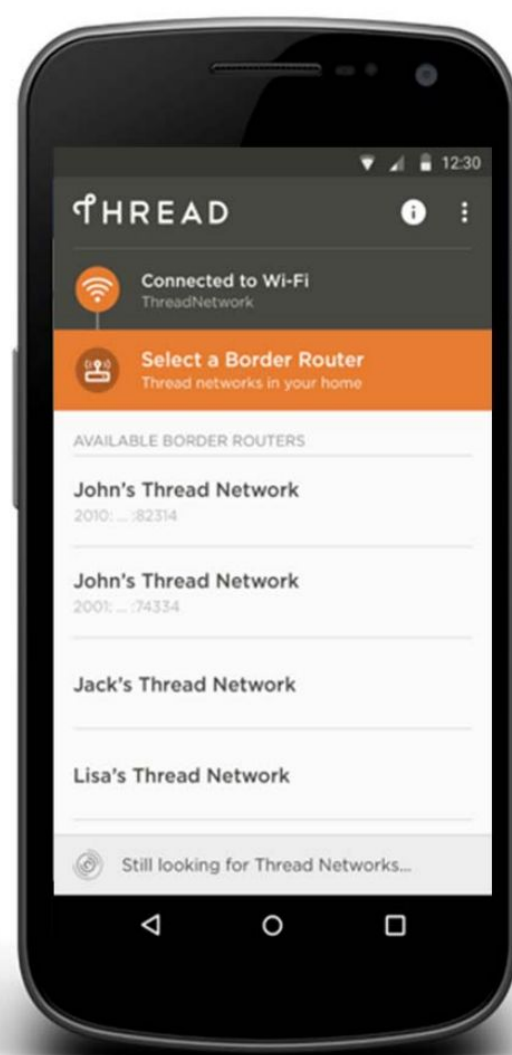 12:30
THREAD
Connected to Wi-Fi
ThreadNetwork
Select a Border Router
Thread networks in your home
AVAILABLE BORDER ROUTERS
John's Thread Network
2010: ... :82314
John's Thread Network
2001: ... :74334
Jack's Thread Network
Lisa's Thread Network
Still looking for Thread Networks...